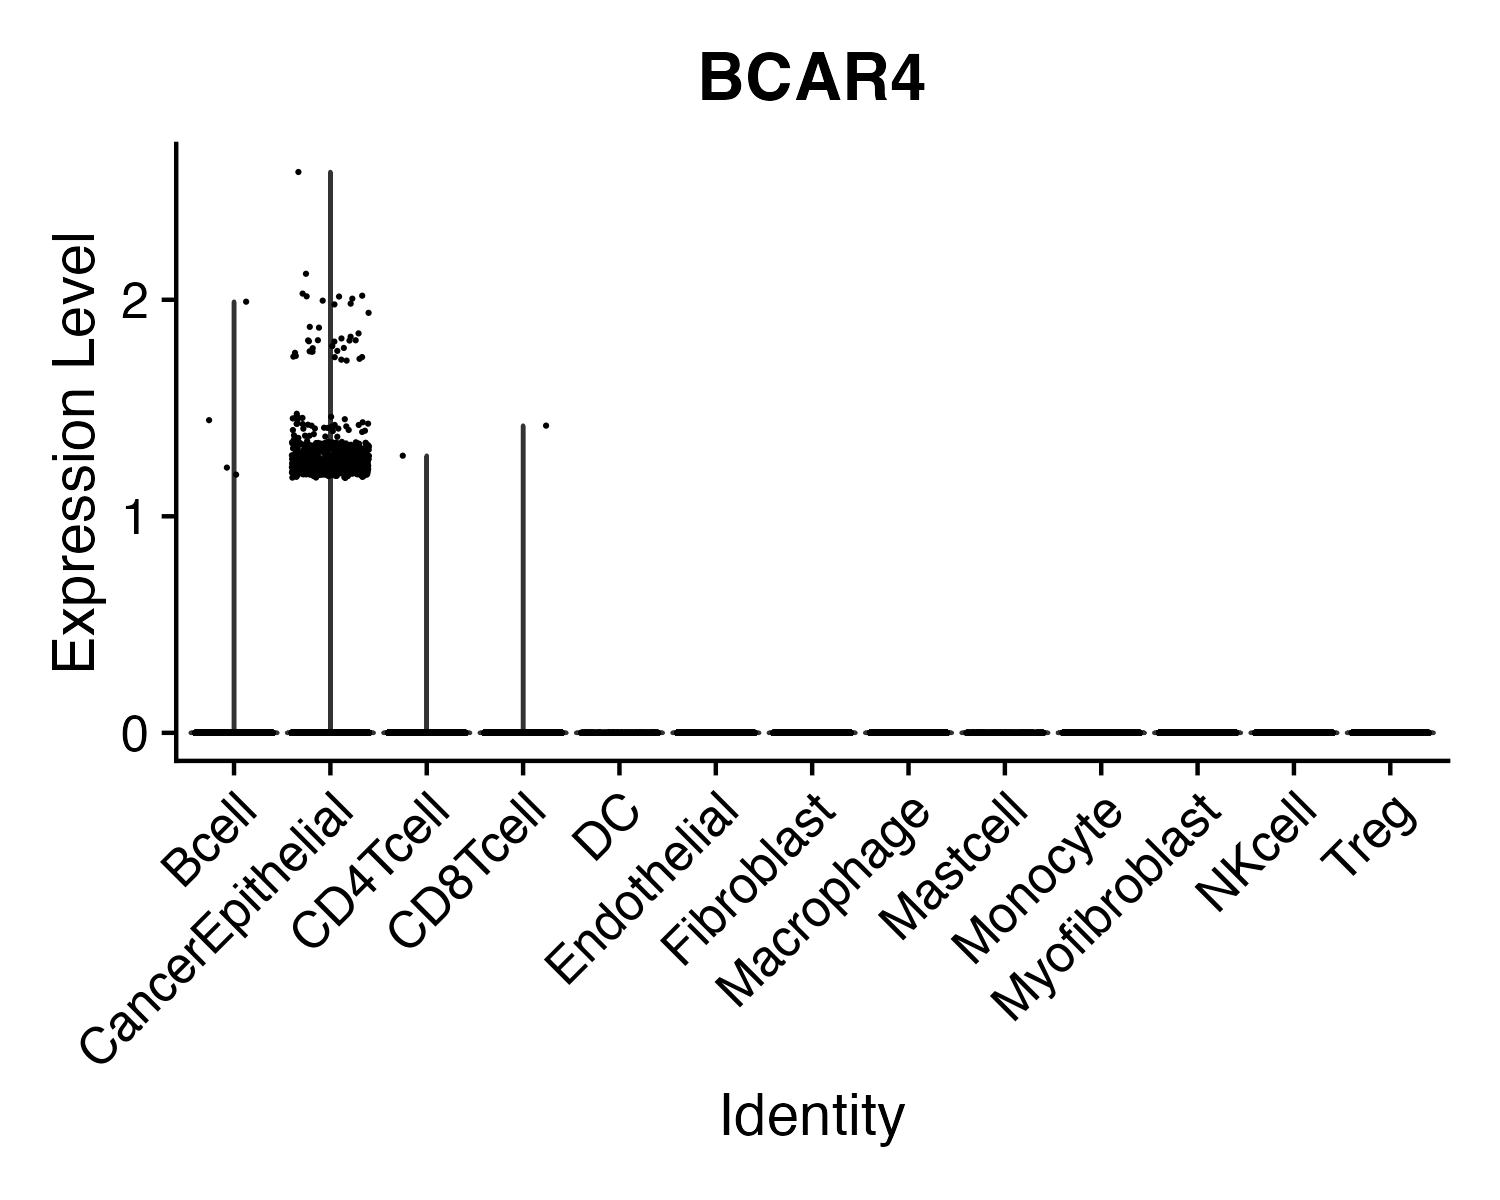 BCAR4
Expression Level
2
1
0
Bcell
CancerEpithelial
CD4Tcell
CD8Tcell
DC
Endothelial
Fibroblast
Macrophage
Mastcell
Monocyte
Myofibroblast
NKcell
Treg
Identity